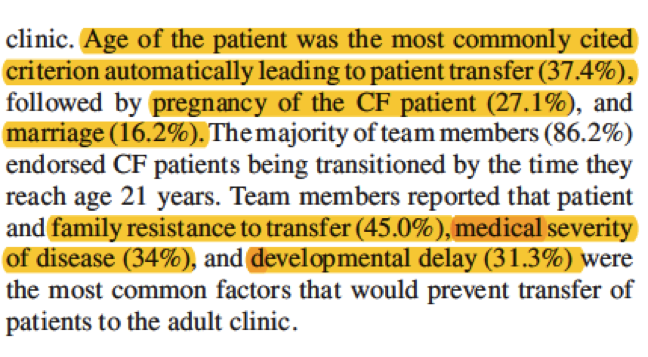 clinic. Age of the patient was the most commonly cited
criterion automatically leading to patient transfer (37.4%),
followed by pregnancy of the CF patient (27.1%), and
marriage (16.2%). The majority of team members (86.2%)
endorsed CF patients being transitioned by the time they
reach age 21 years. Team members reported that patient
and family resistance to transfer (45.0%), medical severity
of disease (34%), and developmental delay (31.3%) were
the most common factors that would prevent transfer of
patients to the adult clinic.